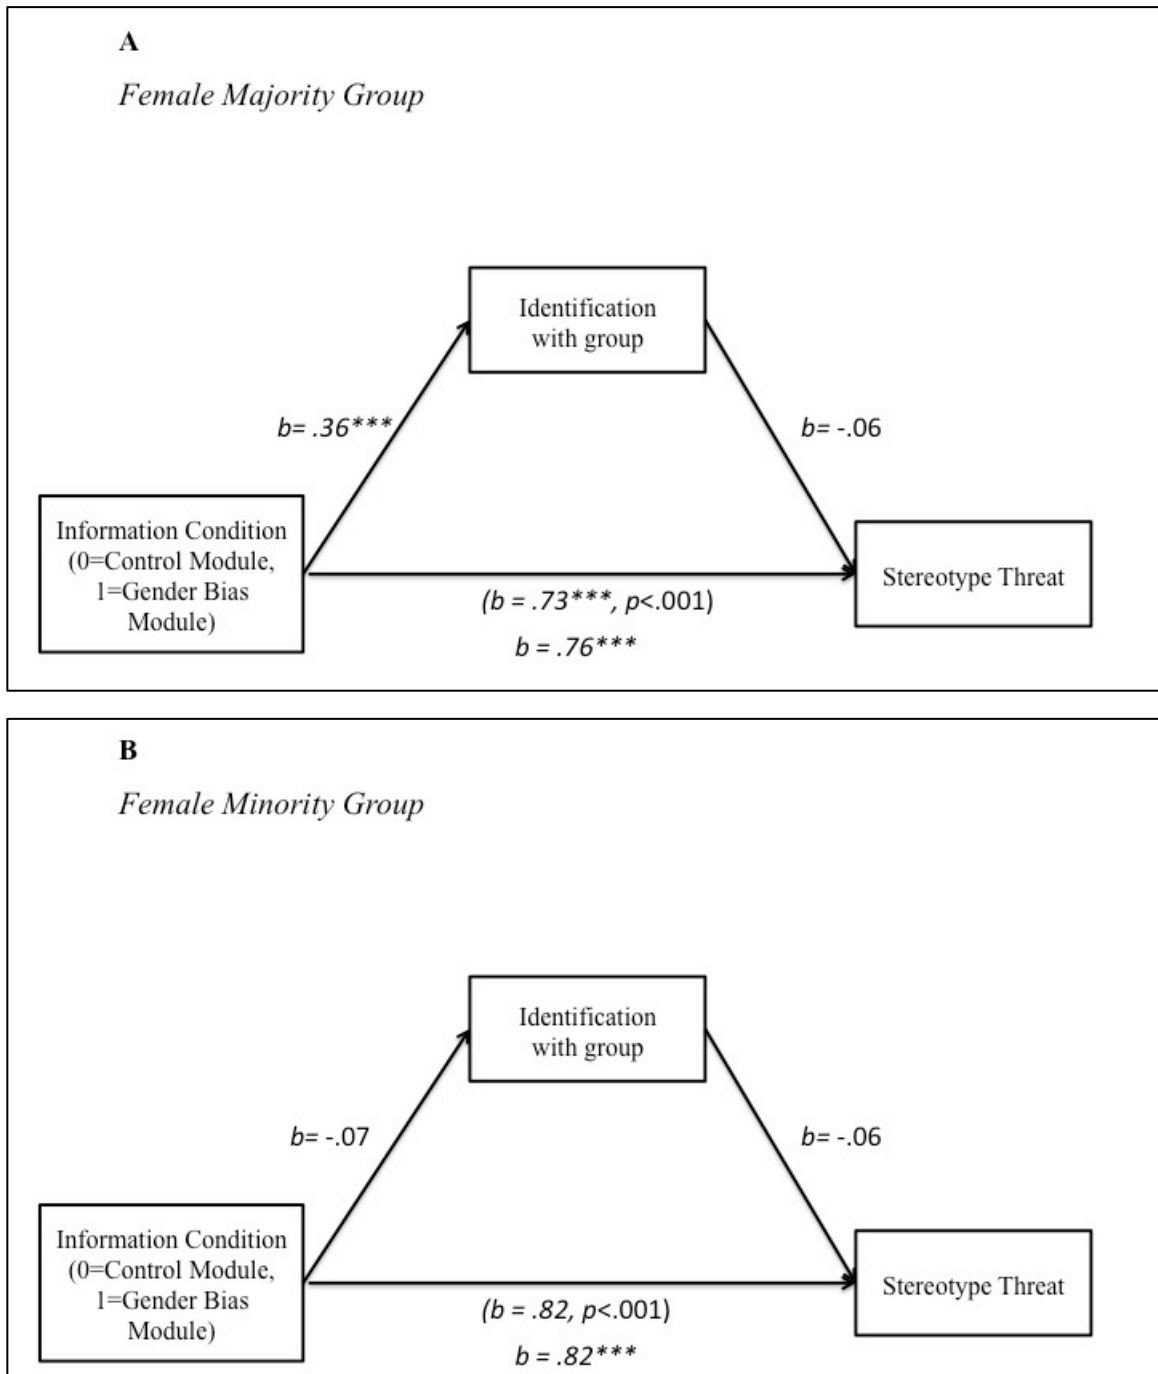 A
Female Majority Group
Identification
with group
b= .36***
b= -.06
Information Condition
(0=Control Module,
1=Gender Bias
Module)
Stereotype Threat
(b = .73***, p<.001)
b = .76***
B
Female Minority Group
Identification
with group
b= -.07
b= -.06
Information Condition
(0=Control Module,
1=Gender Bias
Module)
Stereotype Threat
(b = .82, p<.001)
b = .82***